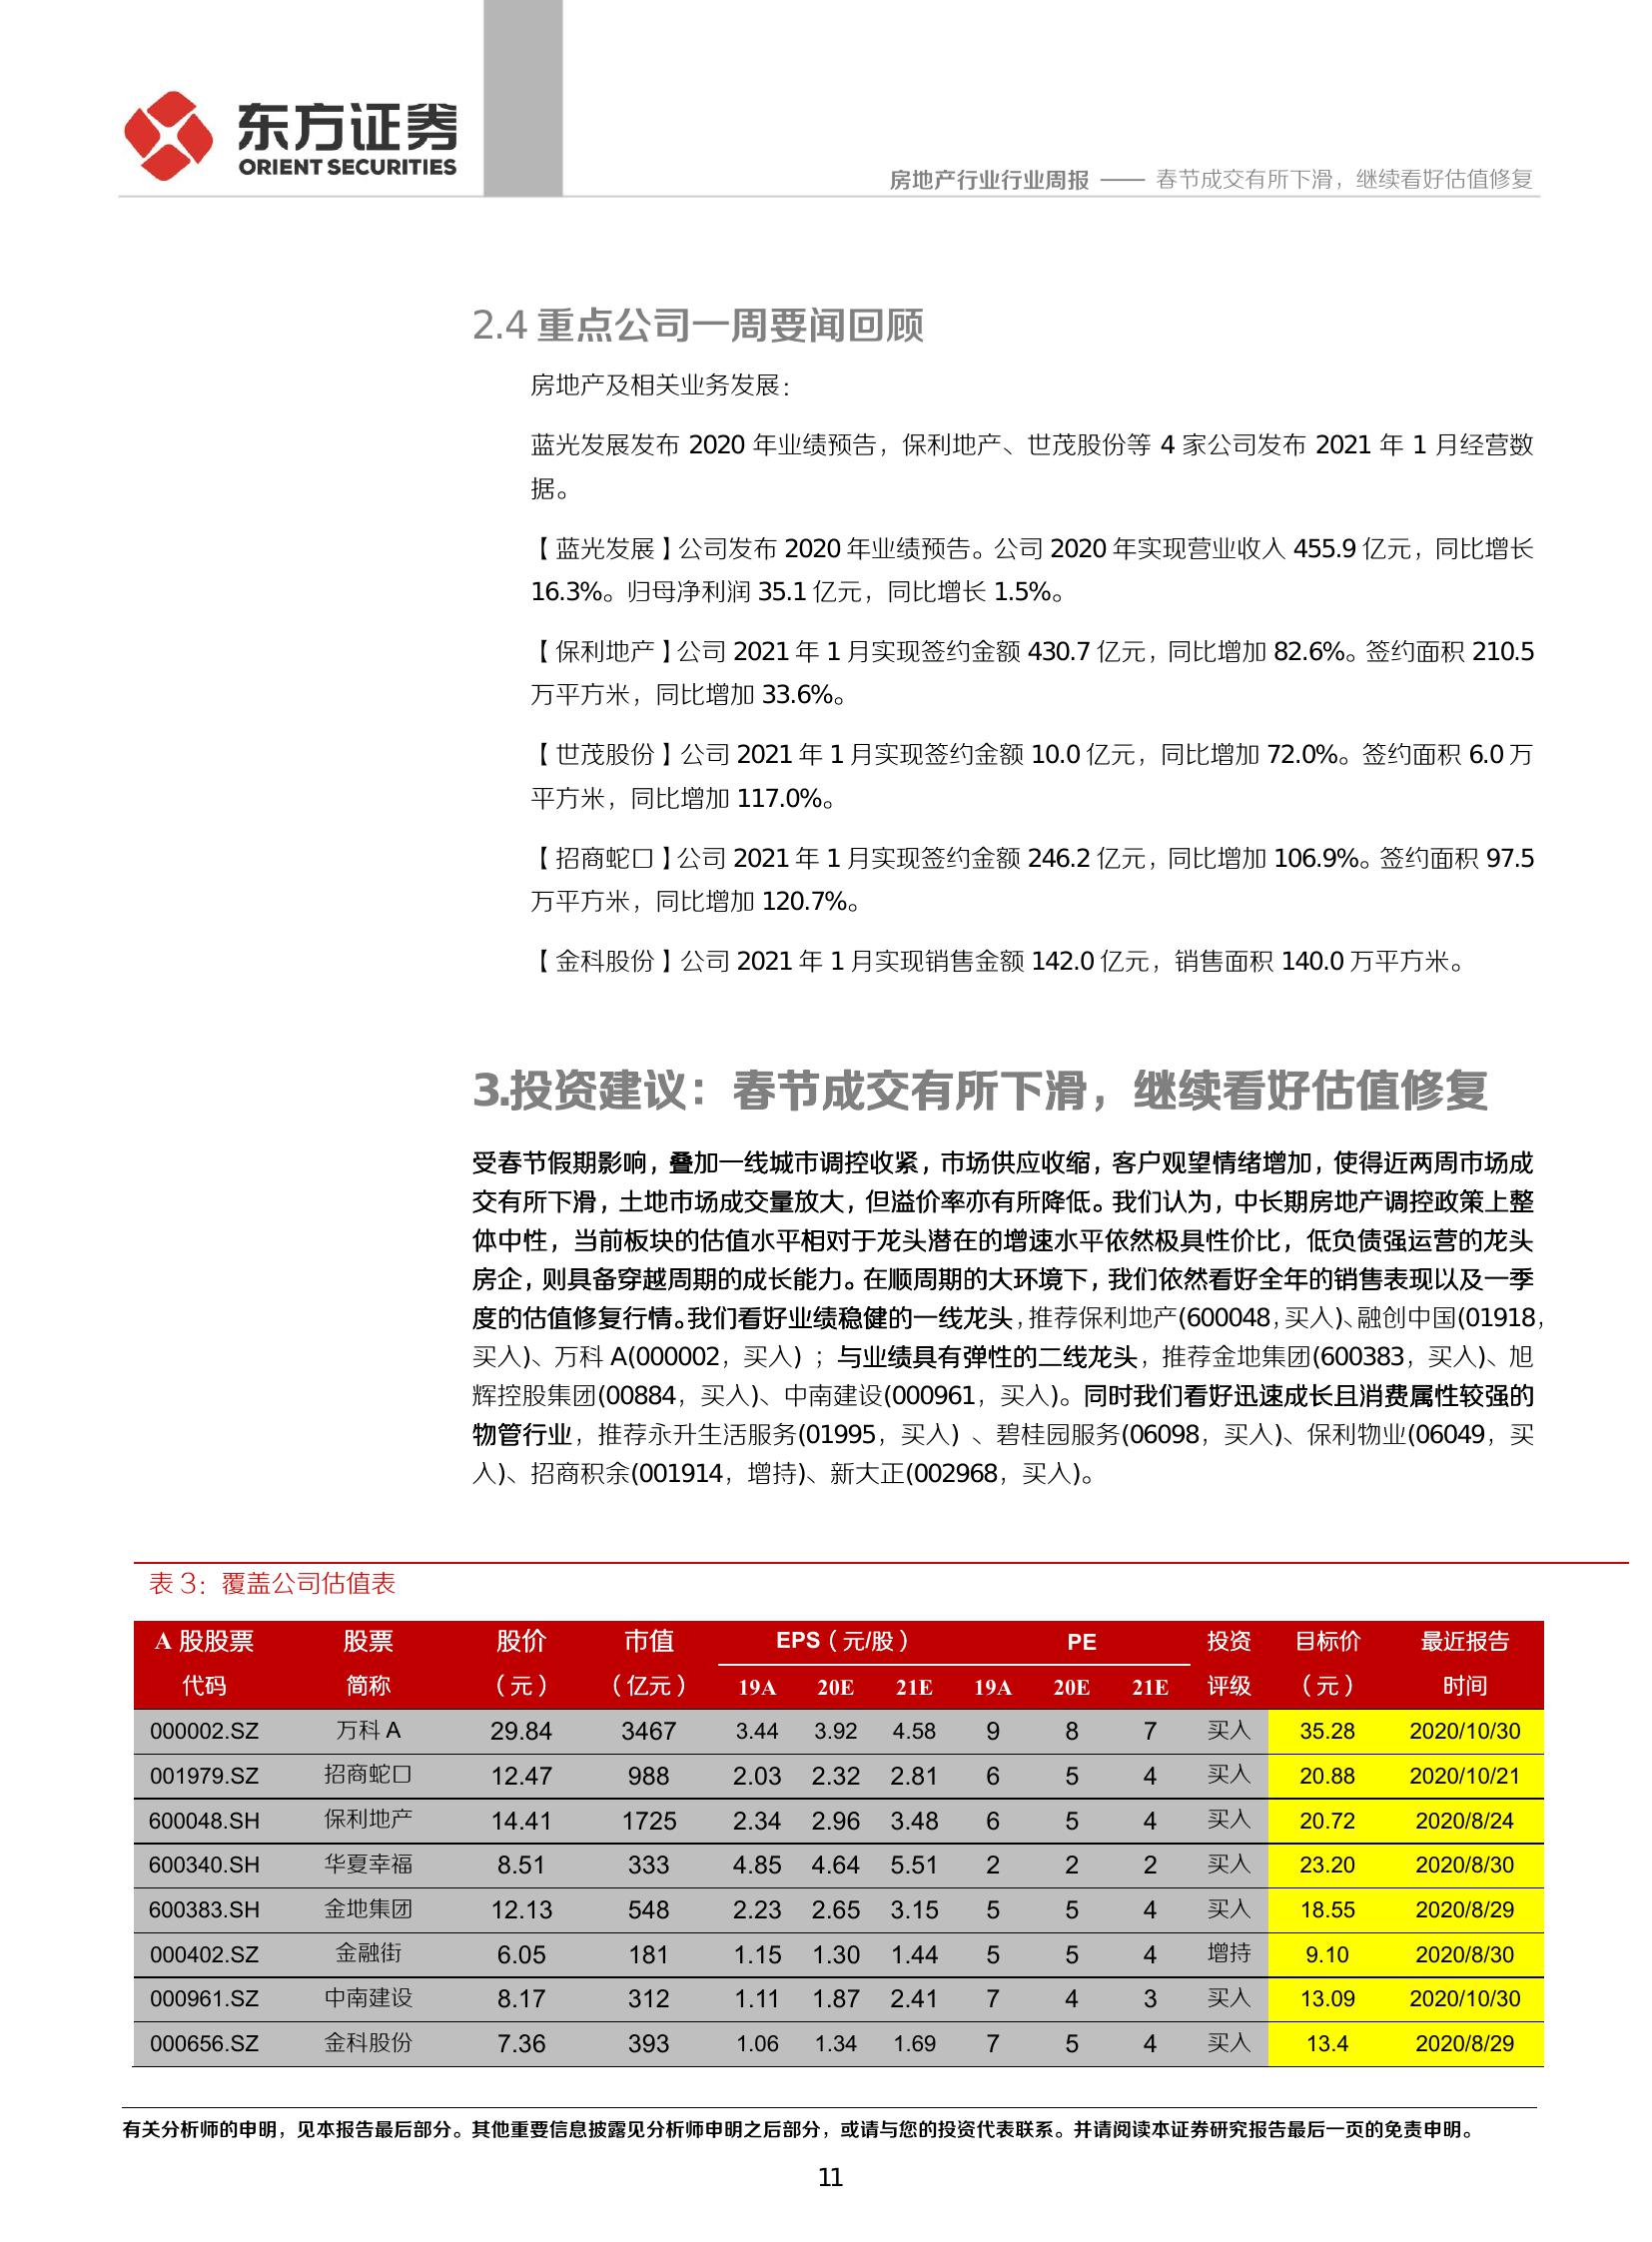 东方证券
ORIENT SECURITIES
房地产行业行业周报 —— 春节成交有所下滑，继续看好估值修复
2.4 重点公司一周要闻回顾
房地产及相关业务发展：
蓝光发展发布 2020 年业绩预告，保利地产、世茂股份等 4 家公司发布 2021 年 1 月经营数
据。
【蓝光发展】公司发布 2020 年业绩预告。公司 2020 年实现营业收入 455.9 亿元，同比增长
16.3%。归母净利润 35.1 亿元，同比增长 1.5%。
【保利地产】公司 2021 年 1 月实现签约金额 430.7 亿元，同比增加 82.6%。签约面积 210.5
万平方米，同比增加 33.6%。
【世茂股份】公司 2021 年 1 月实现签约金额 10.0 亿元，同比增加 72.0%。签约面积 6.0 万
平方米，同比增加 117.0%。
【招商蛇口】公司 2021 年 1 月实现签约金额 246.2 亿元，同比增加 106.9%。签约面积 97.5
万平方米，同比增加 120.7%。
【金科股份】公司 2021 年 1 月实现销售金额 142.0 亿元，销售面积 140.0 万平方米。
3.投资建议：春节成交有所下滑，继续看好估值修复
受春节假期影响，叠加一线城市调控收紧，市场供应收缩，客户观望情绪增加，使得近两周市场成
交有所下滑，土地市场成交量放大，但溢价率亦有所降低。我们认为，中长期房地产调控政策上整
体中性，当前板块的估值水平相对于龙头潜在的增速水平依然极具性价比，低负债强运营的龙头
房企，则具备穿越周期的成长能力。在顺周期的大环境下，我们依然看好全年的销售表现以及一季
度的估值修复行情。我们看好业绩稳健的一线龙头，推荐保利地产(600048，买入)、融创中国(01918，
买入)、万科 A(000002，买入) ；与业绩具有弹性的二线龙头，推荐金地集团(600383，买入)、旭
辉控股集团(00884，买入)、中南建设(000961，买入)。同时我们看好迅速成长且消费属性较强的
物管行业，推荐永升生活服务(01995，买入) 、碧桂园服务(06098，买入)、保利物业(06049，买
入)、招商积余(001914，增持)、新大正(002968，买入)。
表 3：覆盖公司估值表
A 股股票 股票 股价 市值 EPS（元/股） PE 投资 目标价 最近报告
代码 简称 （元） （亿元） 19A 20E 21E 19A 20E 21E 评级 （元） 时间
000002.SZ 万科 A 29.84 3467 3.44 3.92 4.58 9 8 7 买入 35.28 2020/10/30
001979.SZ 招商蛇口 12.47 988 2.03 2.32 2.81 6 5 4 买入 20.88 2020/10/21
600048.SH 保利地产 14.41 1725 2.34 2.96 3.48 6 5 4 买入 20.72 2020/8/24
600340.SH 华夏幸福 8.51 333 4.85 4.64 5.51 2 2 2 买入 23.20 2020/8/30
600383.SH 金地集团 12.13 548 2.23 2.65 3.15 5 5 4 买入 18.55 2020/8/29
000402.SZ 金融街 6.05 181 1.15 1.30 1.44 5 5 4 增持 9.10 2020/8/30
000961.SZ 中南建设 8.17 312 1.11 1.87 2.41 7 4 3 买入 13.09 2020/10/30
000656.SZ 金科股份 7.36 393 1.06 1.34 1.69 7 5 4 买入 13.4 2020/8/29
有关分析师的申明，见本报告最后部分。其他重要信息披露见分析师申明之后部分，或请与您的投资代表联系。并请阅读本证券研究报告最后一页的免责申明。
11